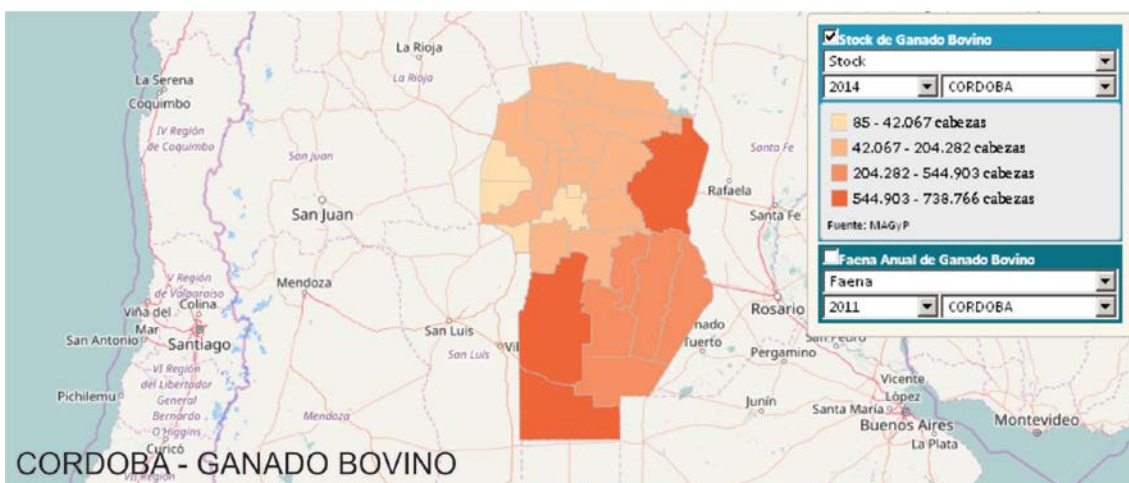 La Rioja
La Rioja
La Serena
Coquimbo
IV Región
de Coquimbo
San Juan
San Juan
Santa Fe
Rafaela
Santa Fe
V Región
de Valparaíso
Mendoza
Viña del
Mar
Colina
San Antonio
Santiago
San Luis
San Luis
Vil
Rosario
nado
Tuerto
San Pedro
Pergamino
Pichilemu
VI Región
del Libertador
General
Bernardo
O'Higgins
Mendoza
Junín
Vicente
López
Santa María
Buenos Aires
La Plata
Montevideo
Curicó
VII Región
CORDOBA - GANADO BOVINO
Stock de Ganado Bovino
Stock
2014 CORDOBA
85 - 42.067 cabezas
42.067 - 204.282 cabezas
204.282 - 544.903 cabezas
544.903 - 738.766 cabezas
Fuente: MAGyP
Faena Anual de Ganado Bovino
Faena
2011 CORDOBA